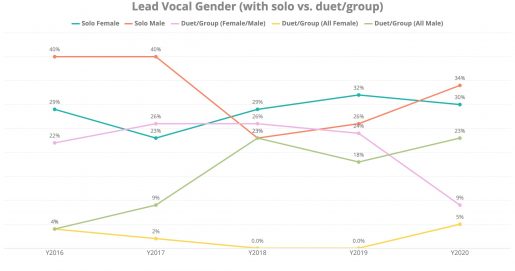 Lead Vocal Gender (with solo vs. duet/group)
Solo Female Solo Male Duet/Group (Female/Male) Duet/Group (All Female) Duet/Group (All Male)
40% 40%
34%
29% 29% 32% 30%
22% 23% 26% 26% 26% 24%
23% 23%
18%
9% 9%
4% 2% 5%
0.0% 0.0%
Y2016 Y2017 Y2018 Y2019 Y2020